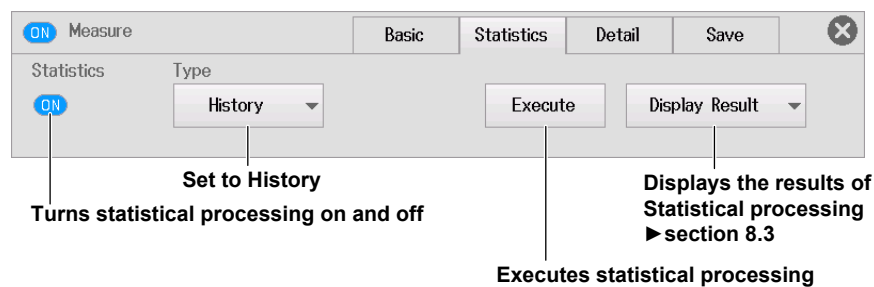 ON Measure Basic Statistics Detail Save
Statistics Type
ON History Execute Display Result
Set to History
Turns statistical processing on and off
Displays the results of
Statistical processing
►section 8.3
Executes statistical processing